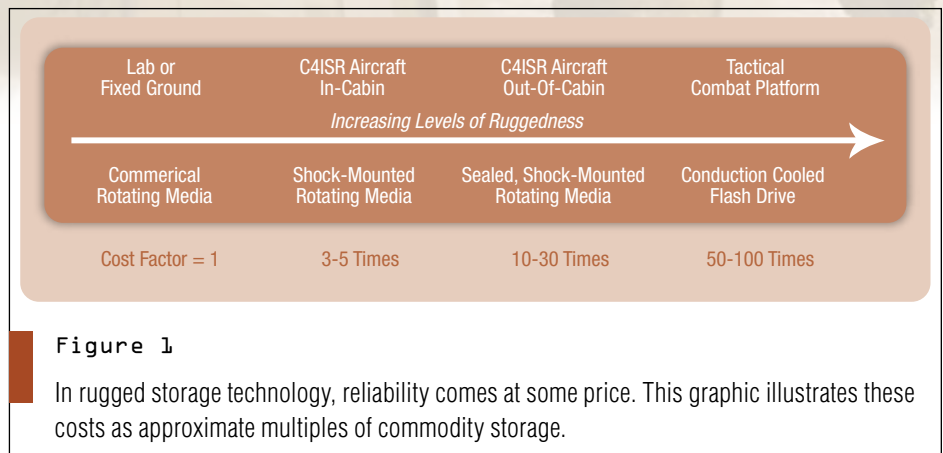 Lab or
Fixed Ground
C4ISR Aircraft
In-Cabin
C4ISR Aircraft
Out-Of-Cabin
Tactical
Combat Platform
Increasing Levels of Ruggedness
Commerical
Rotating Media
Shock-Mounted
Rotating Media
Sealed, Shock-Mounted
Rotating Media
Conduction Cooled
Flash Drive
Cost Factor = 1
3-5 Times
10-30 Times
50-100 Times
Figure 1
In rugged storage technology, reliability comes at some price. This graphic illustrates these
costs as approximate multiples of commodity storage.